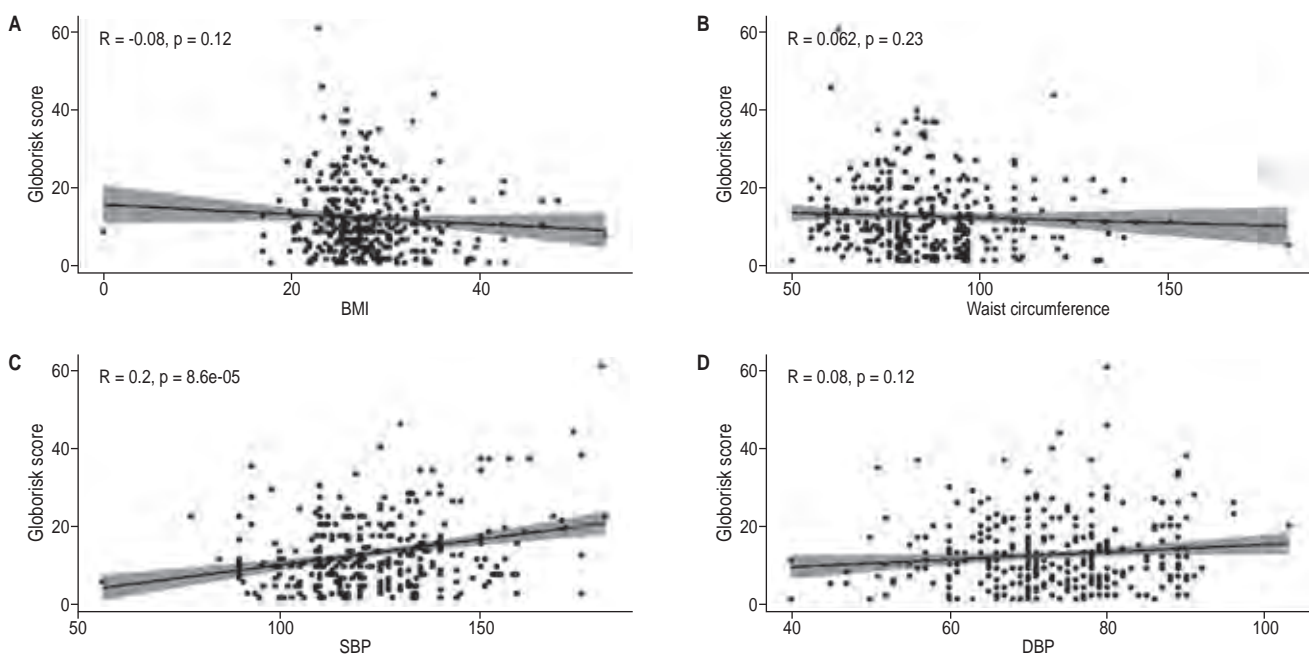 A
R = -0.08, p = 0.12
Globorisk score
60
40
20
0
0 20 40
BMI
B
R = 0.062, p = 0.23
Globorisk score
60
40
20
0
50 100 150
Waist circumference
C
R = 0.2, p = 8.6e-05
Globorisk score
60
40
20
0
50 100 150
SBP
D
R = 0.08, p = 0.12
Globorisk score
60
40
20
0
40 60 80 100
DBP